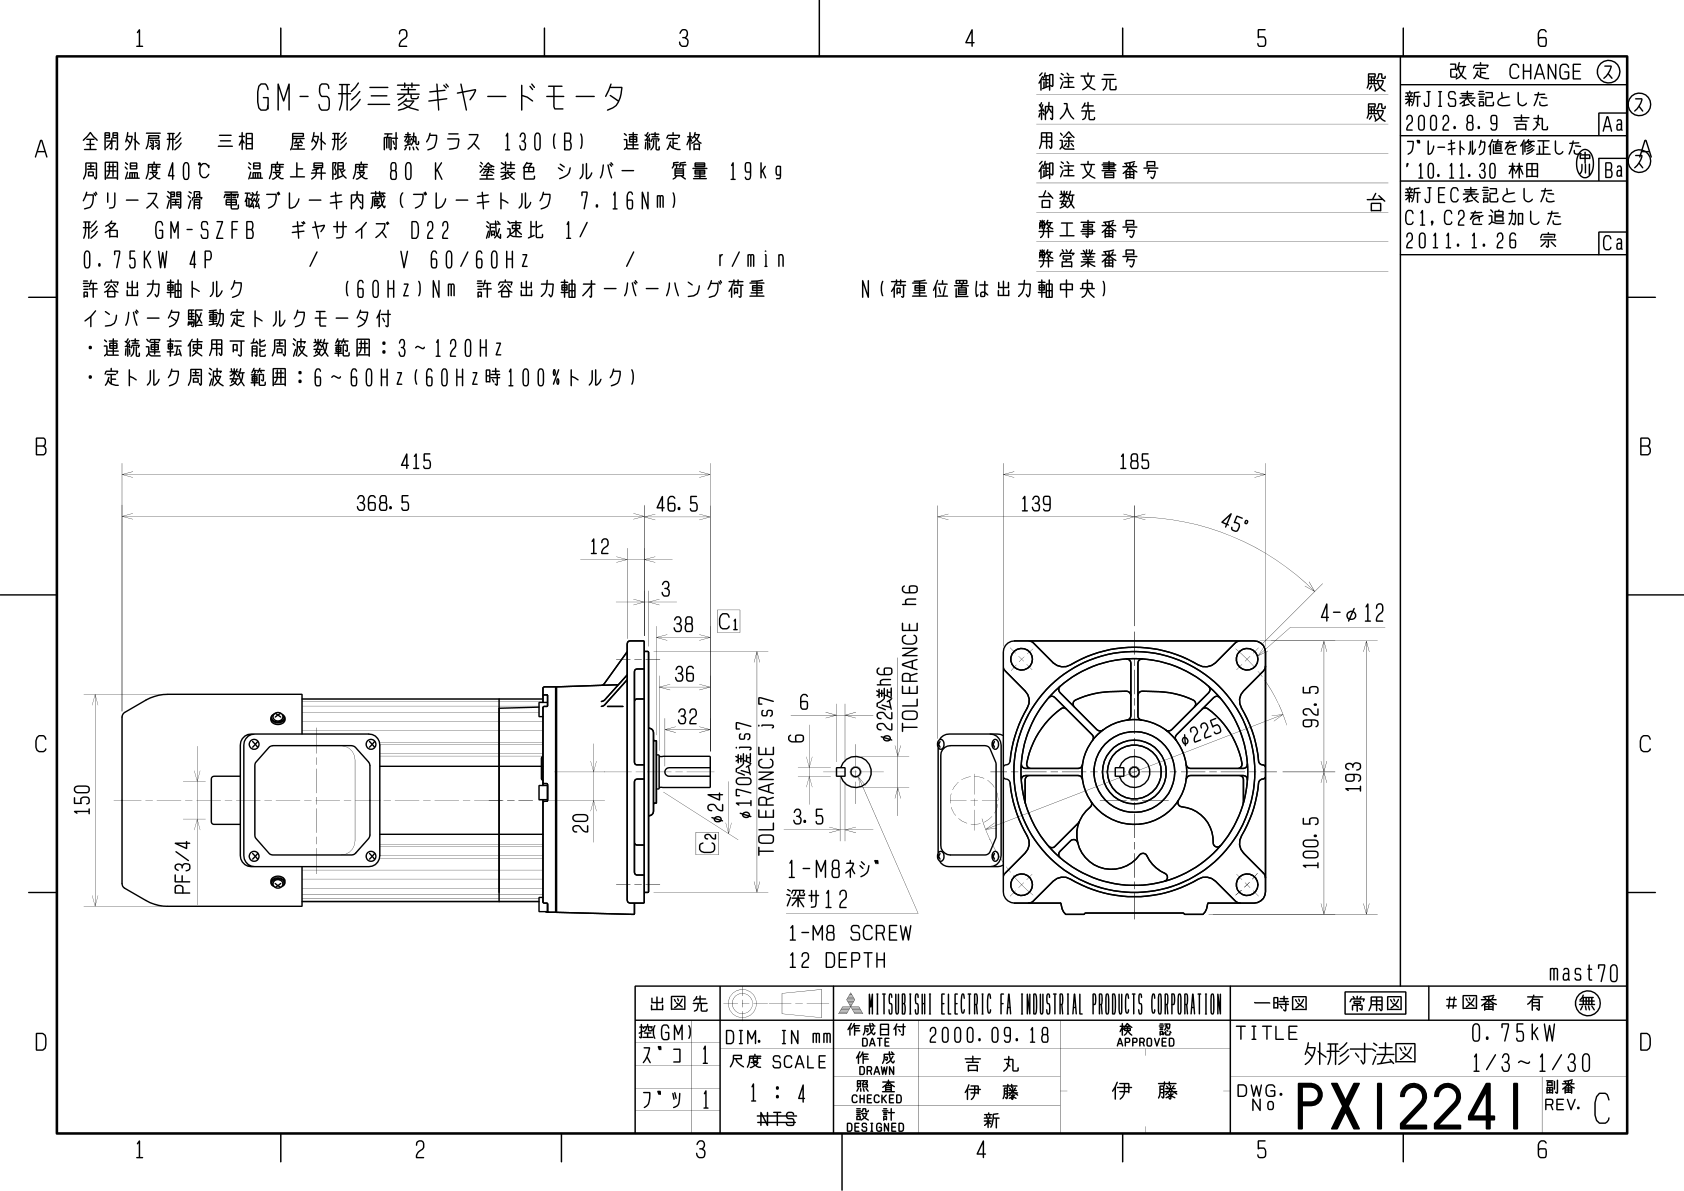 1 2 3 4 5 6
A
B
C
D
GM-S形三菱ギヤードモータ
全閉外扇形 三相 屋外形 耐熱クラス 130(B) 連続定格
周囲温度40℃ 温度上昇限度 80 K 塗装色 シルバー 質量 19kg
グリース潤滑 電磁ブレーキ内蔵(ブレーキトルク 7.16Nm)
形名 GM-SZFB ギヤサイズ D22 減速比 1/
0.75KW 4P / V 60/60Hz / r/min
許容出力軸トルク (60Hz)Nm 許容出力軸オーバーハング荷重 N(荷重位置は出力軸中央)
インバータ駆動定トルクモータ付
・連続運転使用可能周波数範囲:3~120Hz
・定トルク周波数範囲:6~60Hz(60Hz時100%トルク)
御注文元 殿
納入先 殿
用途
御注文書番号
台数 台
弊工事番号
弊営業番号
改定 CHANGE ス
新JIS表記とした
2002.8.9 吉丸 Aa ス
ブレーキトルク値を修正した
'10.11.30 林田 Ba ス
新JEC表記とした
C1,C2を追加した
2011.1.26 宗 Ca
A
B
C
D
415
368.5 46.5
12
3
38 C1
36
32
150
PF3/4
20
φ24
C2
φ170公差js7
TOLERANCE js7
6
6
3.5
φ22公差h6
TOLERANCE h6
1-M8ネジ
深サ12
1-M8 SCREW
12 DEPTH
185
139
45°
4-φ12
φ225
92.5
193
100.5
mast70
出図先
控(GM)
ズコ 1
ブツ 1
DIM. IN mm
尺度 SCALE
1 : 4
NTS
MITSUBISHI ELECTRIC FA INDUSTRIAL PRODUCTS CORPORATION
作成日付 DATE 2000.09.18
作成 DRAWN 吉丸
照査 CHECKED 伊藤
設計 DESIGNED 新
検認 APPROVED
伊藤
一時図 常用図 #図番 有 無
TITLE 外形寸法図
0.75kW
1/3~1/30
DWG. No PX12241 副番 REV. C
1 2 3 4 5 6